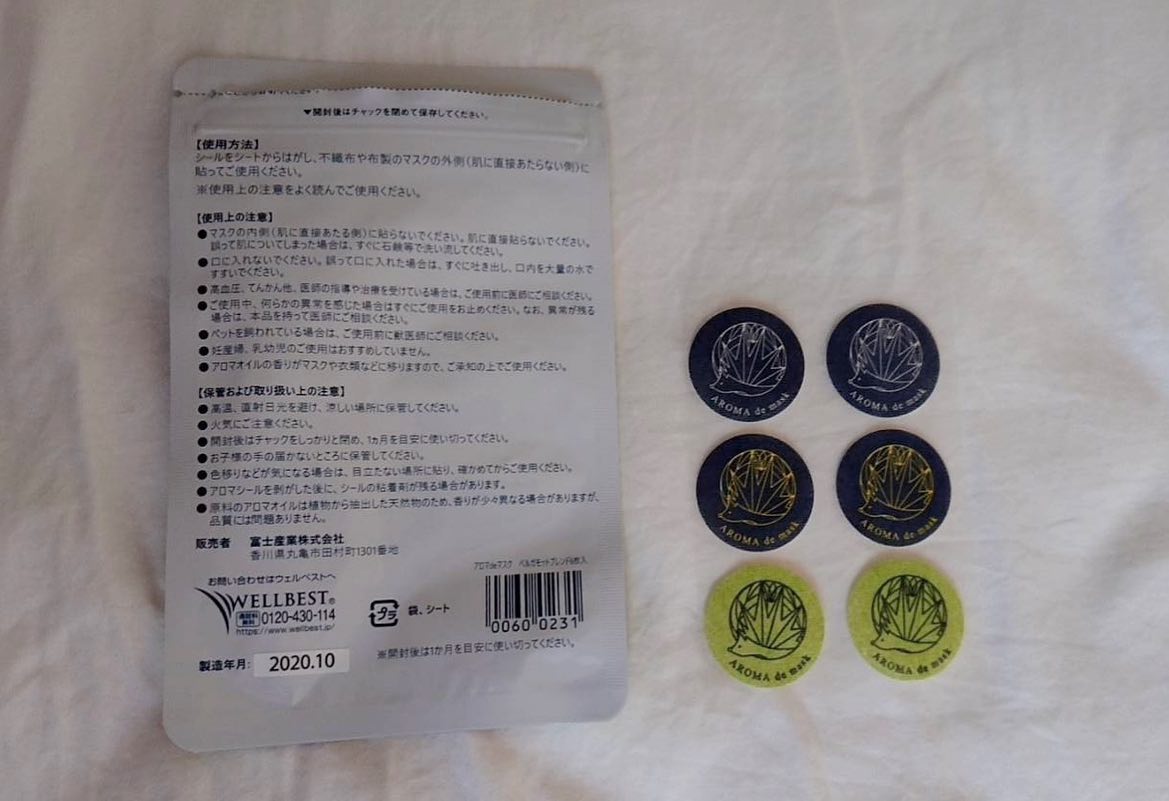 ▼開封後はチャックを閉めて保存してください。
【使用方法】
シールをシートからはがし、不織布や布製のマスクの外側(肌に直接あたらない側)に
貼ってご使用ください。
※使用上の注意をよく読んでご使用ください。
【使用上の注意】
●マスクの内側(肌に直接あたる側)に貼らないでください。肌に直接貼らないでください。
誤って肌についてしまった場合は、すぐに石鹸等で洗い流してください。
●口に入れないでください。誤って口に入れた場合は、すぐに吐き出し、口内を大量の水で
すすいでください。
●高血圧、てんかん他、医師の指導や治療を受けている場合は、ご使用前に医師にご相談ください。
●ご使用中、何らかの異常を感じた場合はすぐにご使用をお止めください。なお、異常が残る
場合は、本品を持って医師にご相談ください。
●ペットを飼われている場合は、ご使用前に獣医師にご相談ください。
●妊産婦、乳幼児のご使用はおすすめしていません。
●アロマオイルの香りがマスクや衣類などに移りますので、ご承知の上でご使用ください。
【保管および取り扱い上の注意】
●高温、直射日光を避け、涼しい場所に保管してください。
●火気にご注意ください。
●開封後はチャックをしっかりと閉め、1ヵ月を目安に使い切ってください。
●お子様の手の届かないところに保管してください。
●色移りなどが気になる場合は、目立たない場所に貼り、確かめてからご使用ください。
●アロマシールを剥がした後に、シールの粘着剤が残る場合があります。
●原料のアロマオイルは植物から抽出した天然物のため、香りが少々異なる場合がありますが、
品質には問題ありません。
販売者 富士産業株式会社
香川県丸亀市田村町1301番地
お問い合わせはウェルベストへ
WELLBEST®
通話料無料 0120-430-114
https://www.wellbest.jp/
プラ 袋、シート
アロマdeマスク ベルガモットブレンド6枚入
0060 0231
※開封後は1か月を目安に使い切ってください。
製造年月: 2020.10
AROMA de mask
AROMA de mask
AROMA de mask
AROMA de mask
AROMA de mask
AROMA de mask